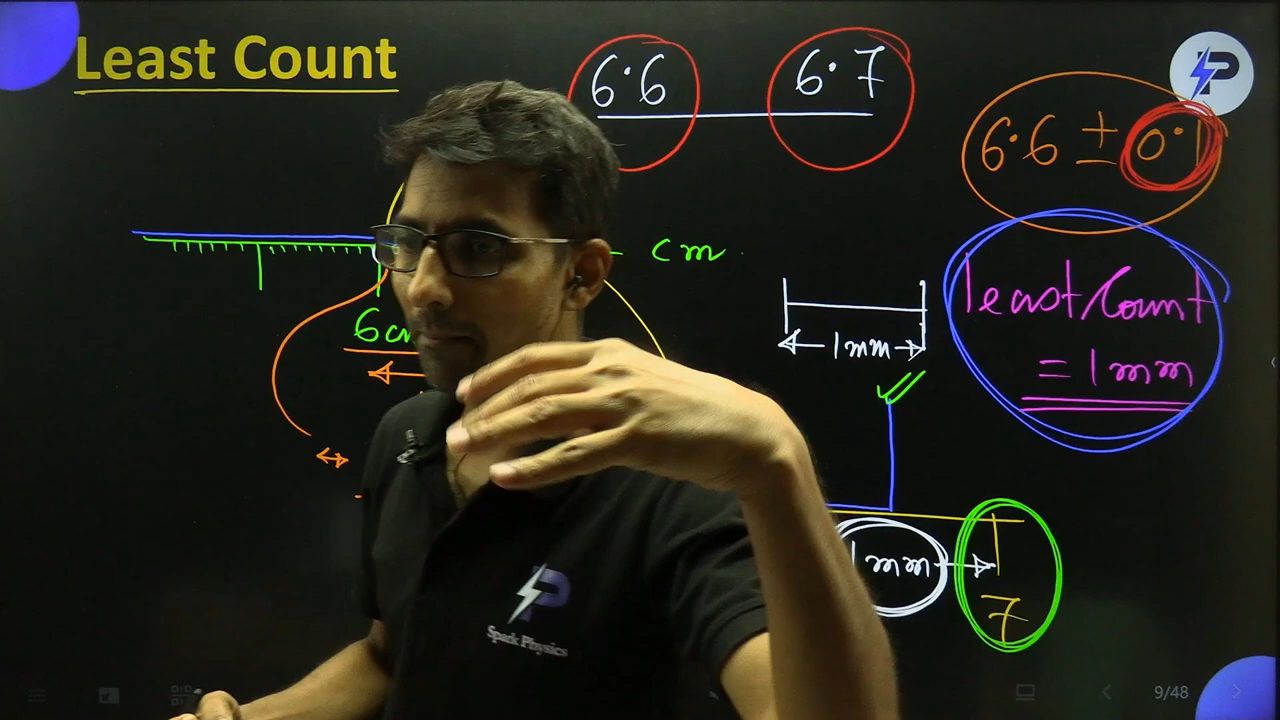 Least Count
6.6 6.7
6.6 ± 0.1
cm
6cm
1mm
least count
= 1mm
1mm
7
Spark Physics
9/48